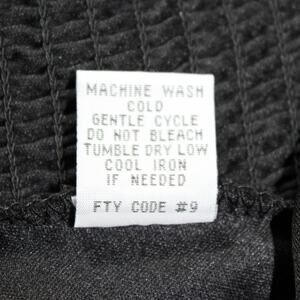 MACHINE WASH
COLD
GENTLE CYCLE
DO NOT BLEACH
TUMBLE DRY LOW
COOL IRON
IF NEEDED
FTY CODE #9